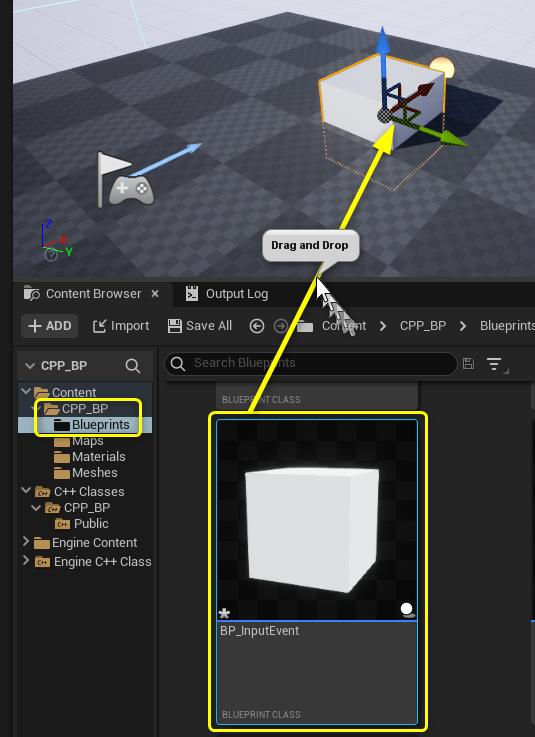 Drag and Drop
Z
X
Y
Content Browser
Output Log
ADD
Import
Save All
Content
CPP_BP
Blueprints
CPP_BP
Search Blueprints
Content
CPP_BP
Blueprints
Maps
Materials
Meshes
C++ Classes
CPP_BP
Public
Engine Content
Engine C++ Class
BLUEPRINT CLASS
BP_InputEvent
BLUEPRINT CLASS